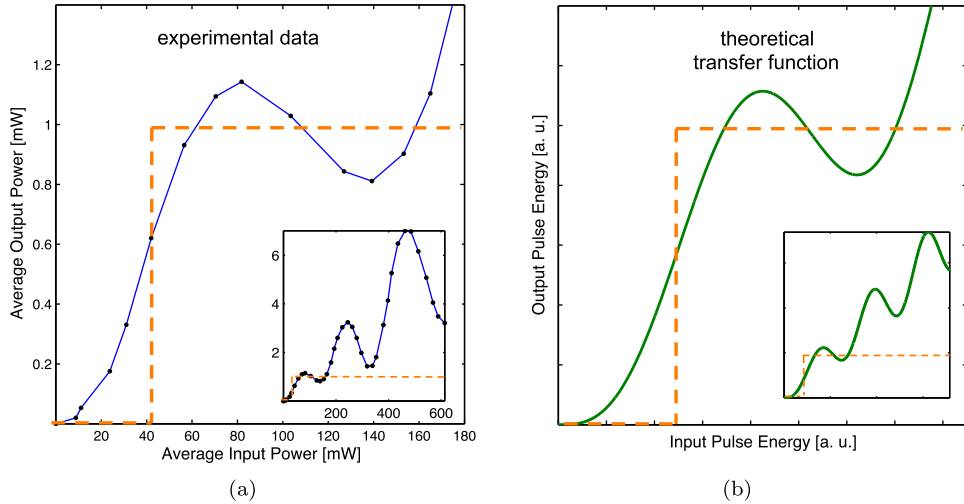 experimental data
Average Output Power [mW]
1.2
1
0.8
0.6
0.4
0.2
20 40 60 80 100 120 140 160 180
Average Input Power [mW]
6
4
2
200 400 600
(a)
theoretical
transfer function
Output Pulse Energy [a. u.]
Input Pulse Energy [a. u.]
(b)